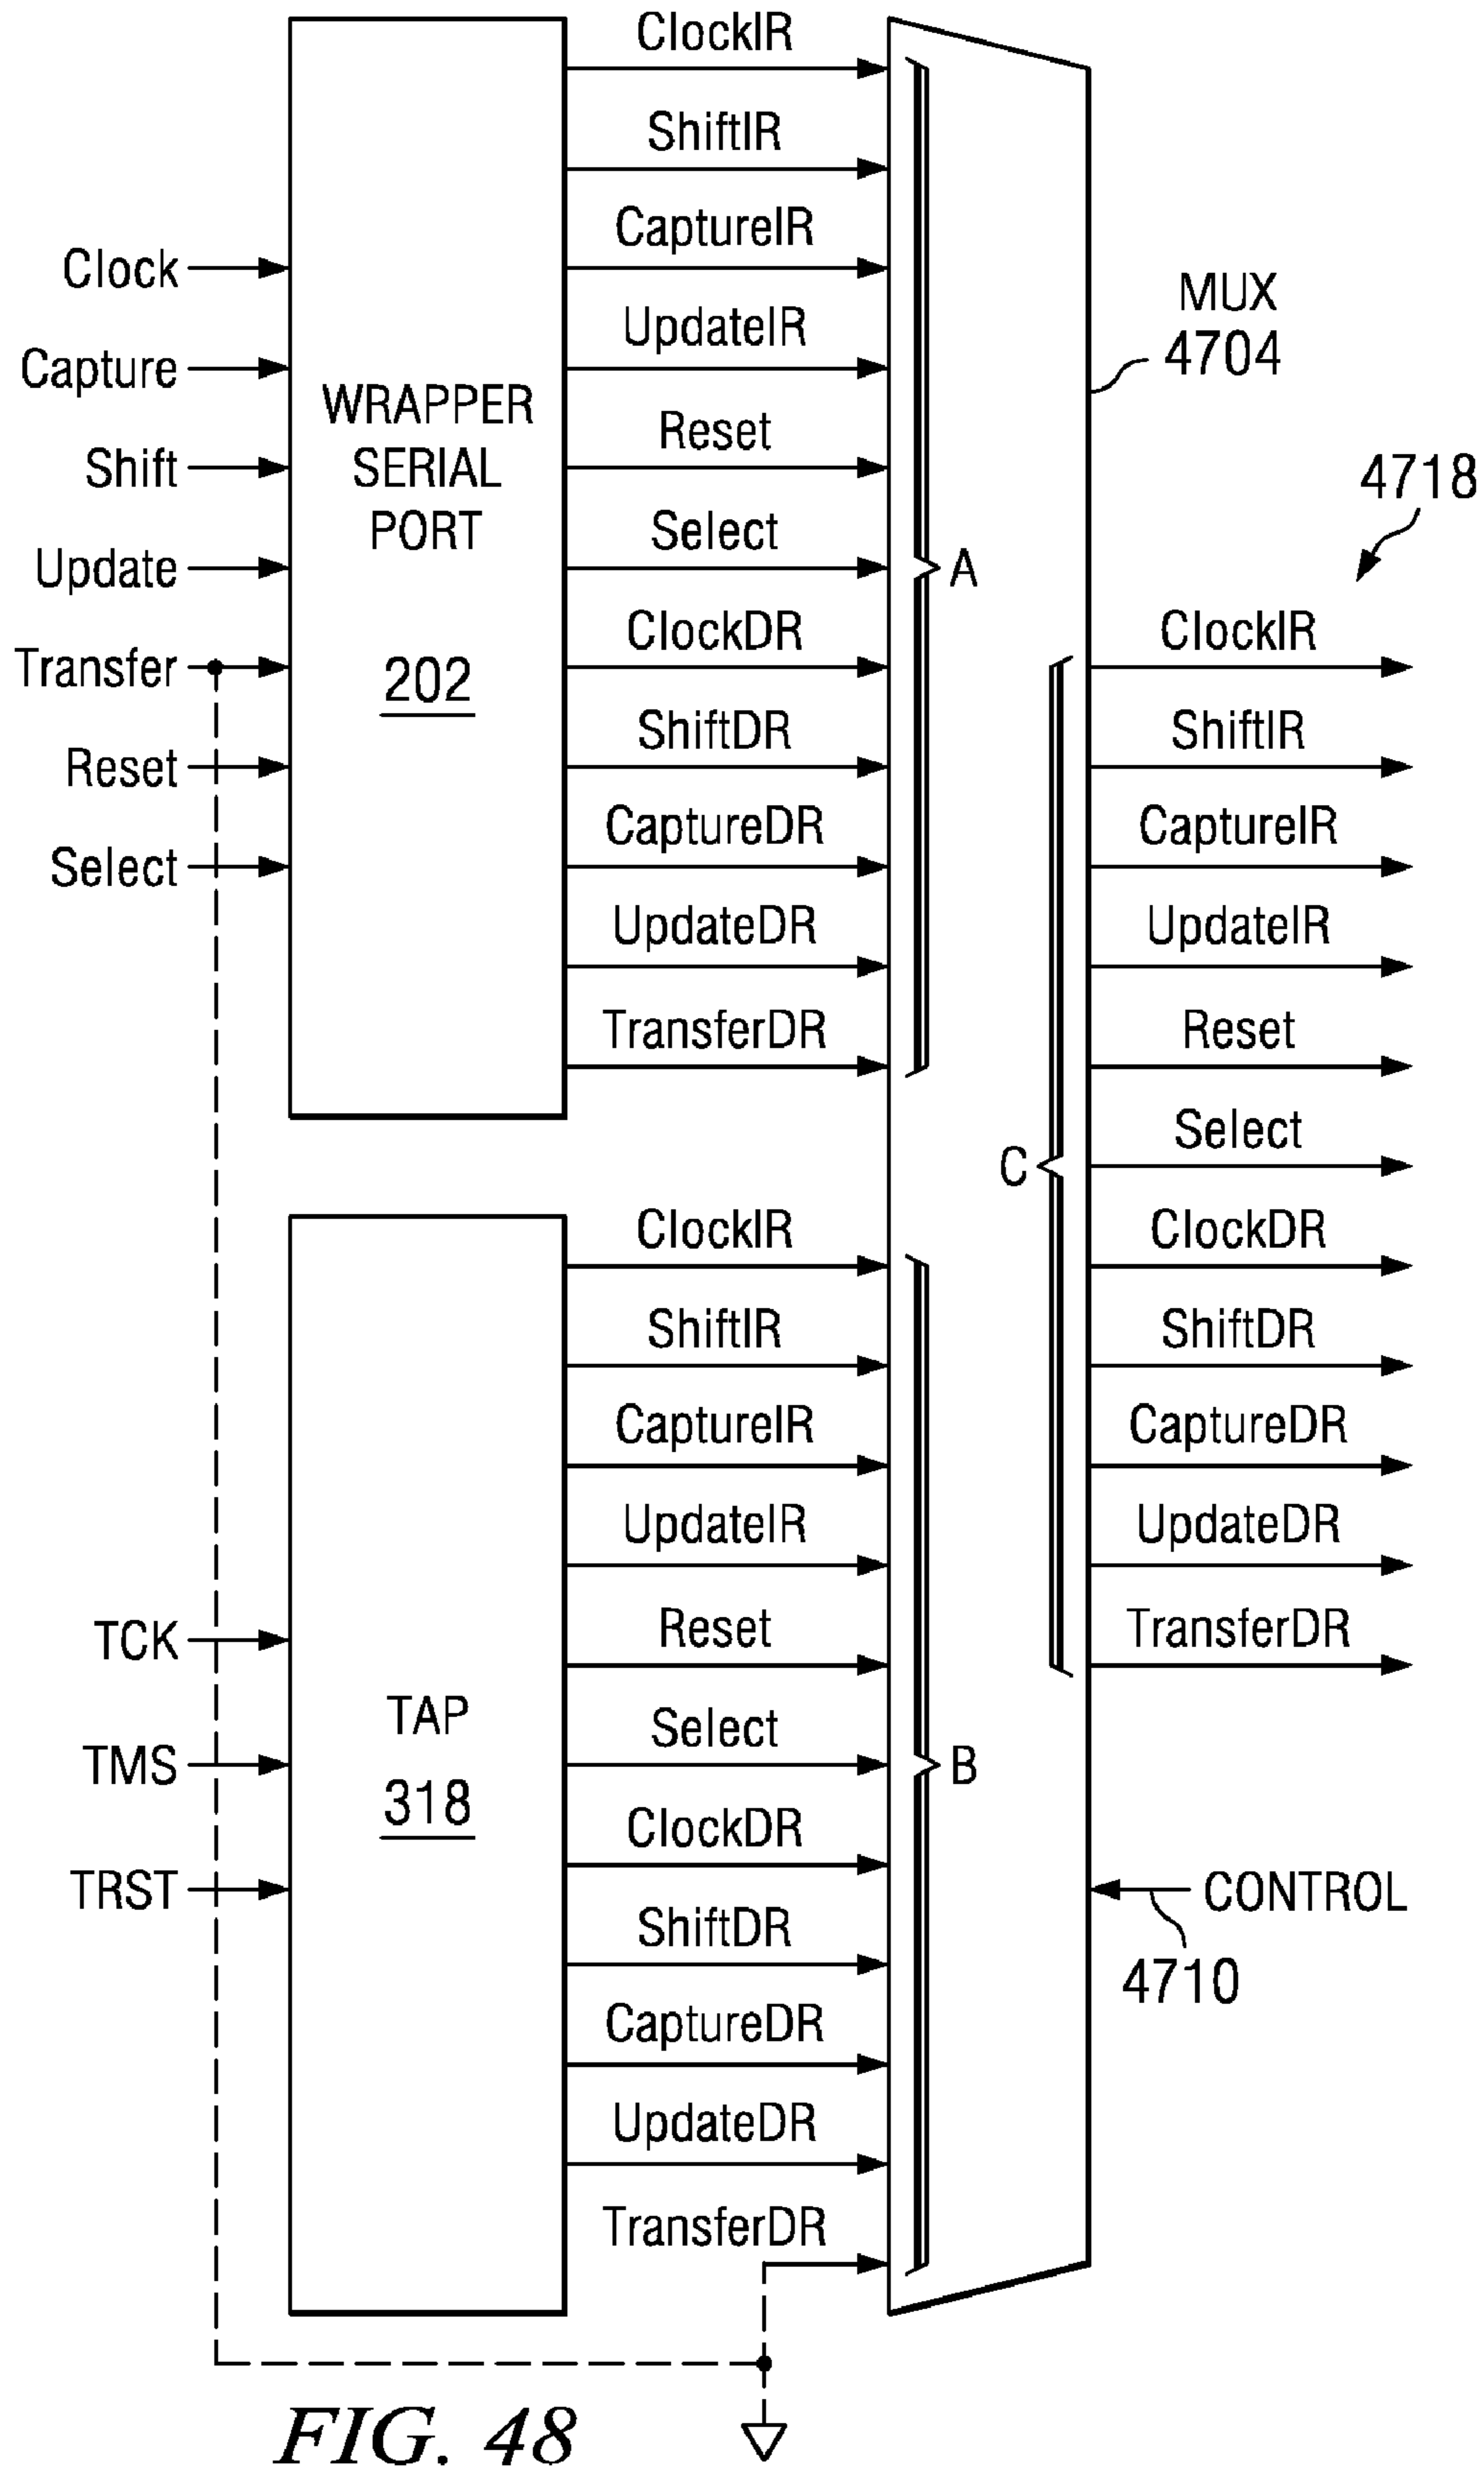 Clock
Capture
Shift
Update
Transfer
Reset
Select
WRAPPER
SERIAL
PORT
202
ClockIR
ShiftIR
CaptureIR
UpdateIR
Reset
Select
ClockDR
ShiftDR
CaptureDR
UpdateDR
TransferDR
A
TCK
TMS
TRST
TAP
318
ClockIR
ShiftIR
CaptureIR
UpdateIR
Reset
Select
ClockDR
ShiftDR
CaptureDR
UpdateDR
TransferDR
B
MUX
4704
4718
C
ClockIR
ShiftIR
CaptureIR
UpdateIR
Reset
Select
ClockDR
ShiftDR
CaptureDR
UpdateDR
TransferDR
CONTROL
4710
FIG. 48